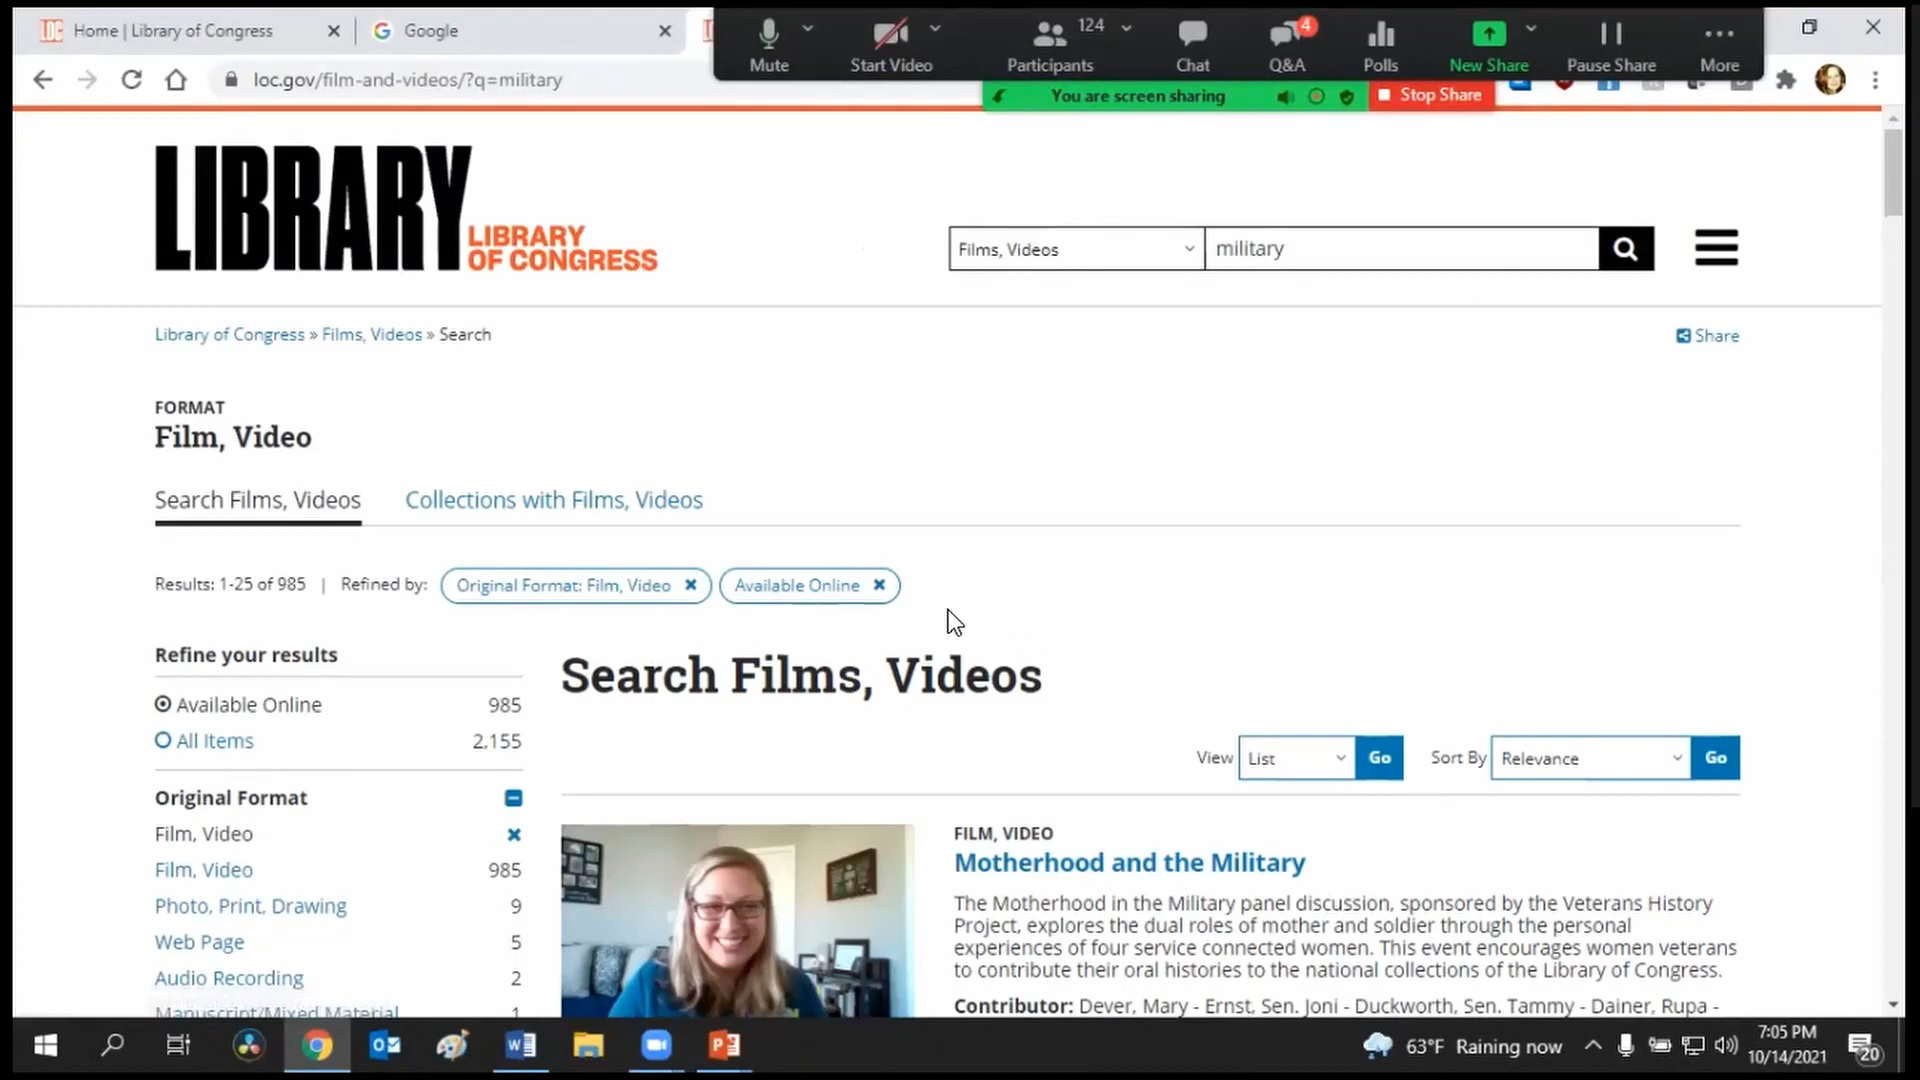 Home | Library of Congress
Google
Mute
Start Video
124
Participants
Chat
4
Q&A
Polls
New Share
Pause Share
More
loc.gov/film-and-videos/?q=military
You are screen sharing
Stop Share
LIBRARY
LIBRARY
OF CONGRESS
Films, Videos
military
Library of Congress » Films, Videos » Search
Share
FORMAT
Film, Video
Search Films, Videos
Collections with Films, Videos
Results: 1-25 of 985 | Refined by: Original Format: Film, Video Available Online
Refine your results
Available Online 985
All Items 2,155
Original Format
Film, Video
Film, Video 985
Photo, Print, Drawing 9
Web Page 5
Audio Recording 2
Manuscript/Mixed Material 1
Search Films, Videos
View List Go Sort By Relevance Go
FILM, VIDEO
Motherhood and the Military
The Motherhood in the Military panel discussion, sponsored by the Veterans History
Project, explores the dual roles of mother and soldier through the personal
experiences of four service connected women. This event encourages women veterans
to contribute their oral histories to the national collections of the Library of Congress.
Contributor: Dever, Mary - Ernst, Sen. Joni - Duckworth, Sen. Tammy - Dainer, Rupa -
63°F Raining now
7:05 PM
10/14/2021
20